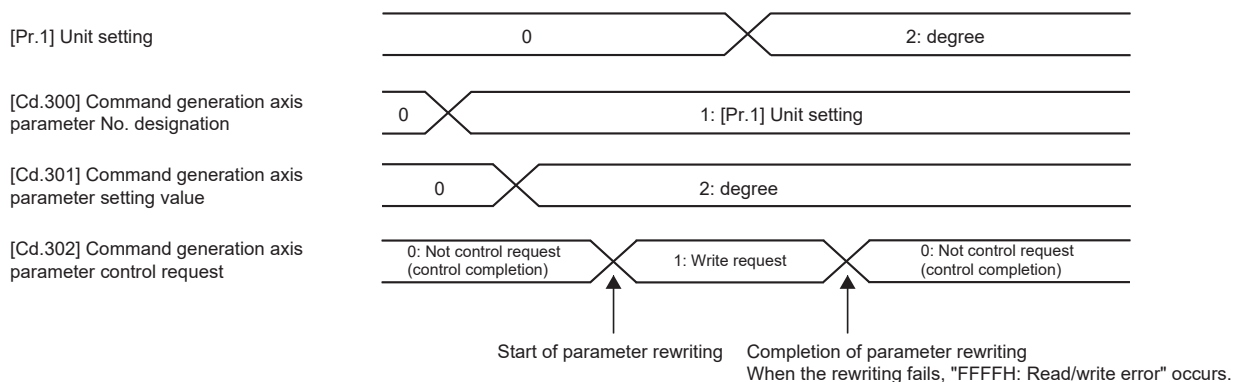 [Pr.1] Unit setting
0
2: degree
[Cd.300] Command generation axis
parameter No. designation
0
1: [Pr.1] Unit setting
[Cd.301] Command generation axis
parameter setting value
0
2: degree
[Cd.302] Command generation axis
parameter control request
0: Not control request
(control completion)
1: Write request
0: Not control request
(control completion)
Start of parameter rewriting
Completion of parameter rewriting
When the rewriting fails, "FFFFH: Read/write error" occurs.